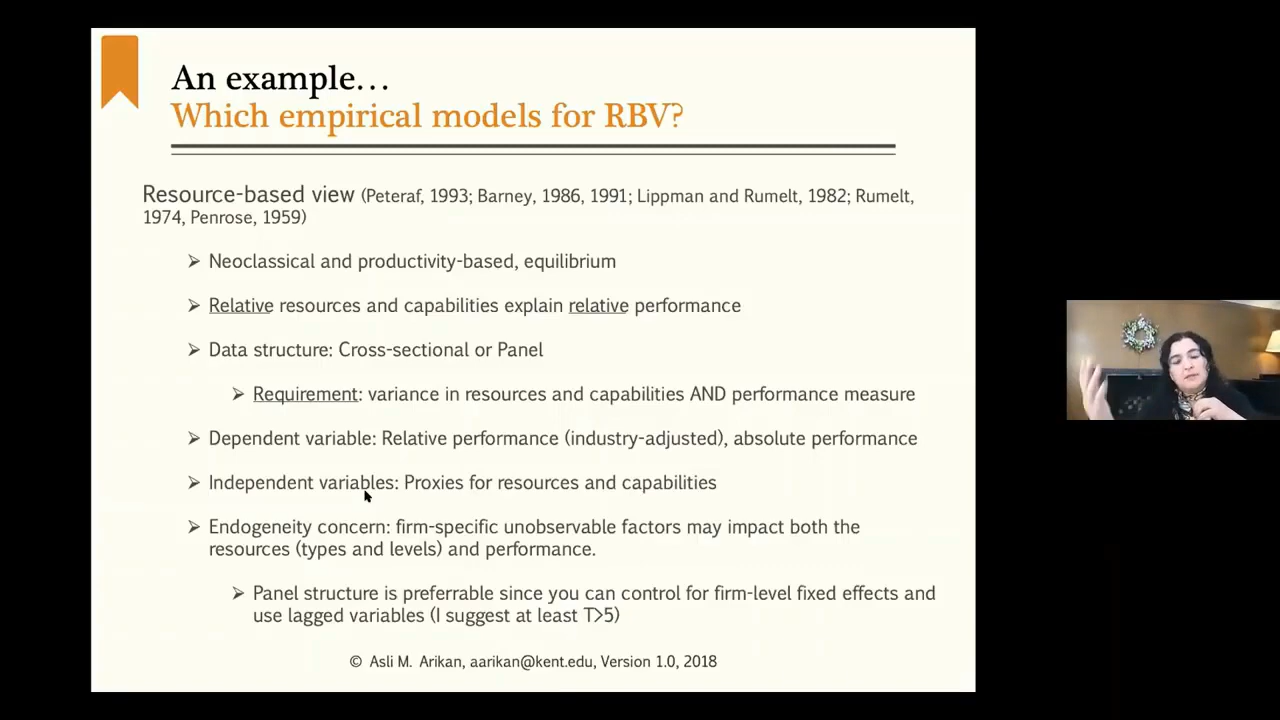 An example…
Which empirical models for RBV?
Resource-based view (Peteraf, 1993; Barney, 1986, 1991; Lippman and Rumelt, 1982; Rumelt,
1974, Penrose, 1959)
➢ Neoclassical and productivity-based, equilibrium
➢ Relative resources and capabilities explain relative performance
➢ Data structure: Cross-sectional or Panel
➢ Requirement: variance in resources and capabilities AND performance measure
➢ Dependent variable: Relative performance (industry-adjusted), absolute performance
➢ Independent variables: Proxies for resources and capabilities
➢ Endogeneity concern: firm-specific unobservable factors may impact both the
resources (types and levels) and performance.
➢ Panel structure is preferrable since you can control for firm-level fixed effects and
use lagged variables (I suggest at least T>5)
© Asli M. Arikan, aarikan@kent.edu, Version 1.0, 2018